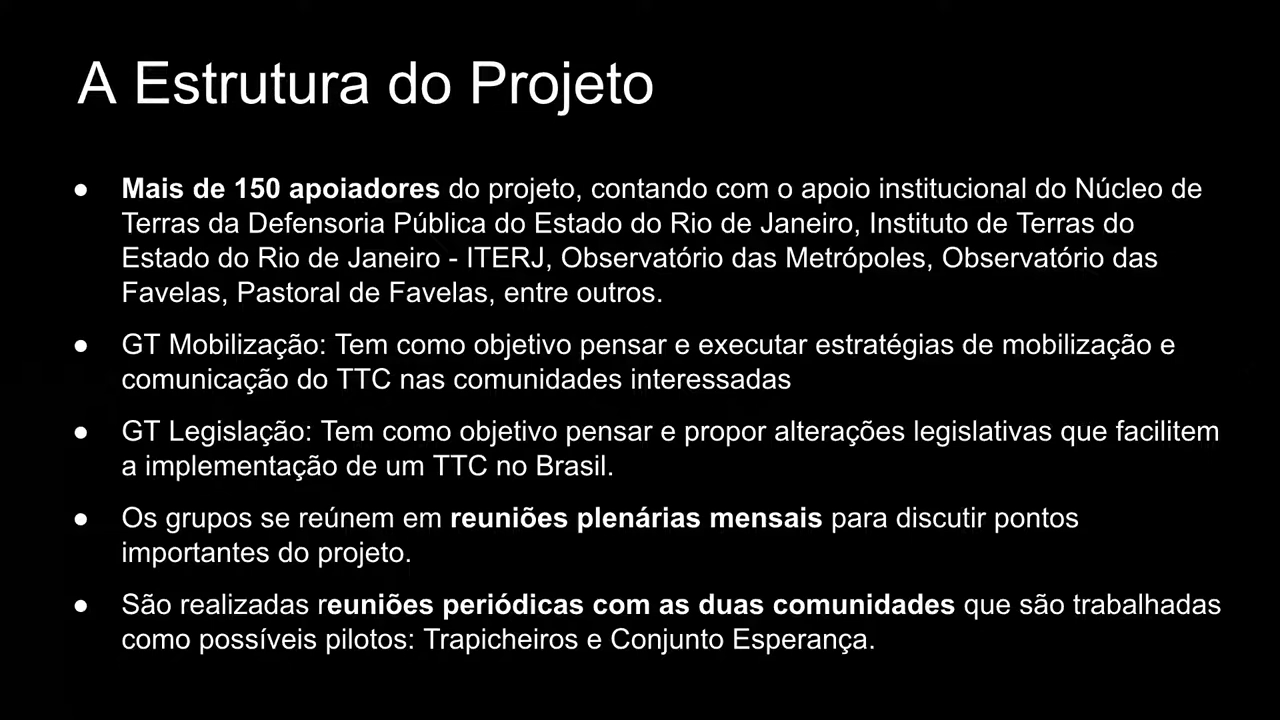 A Estrutura do Projeto
● Mais de 150 apoiadores do projeto, contando com o apoio institucional do Núcleo de
Terras da Defensoria Pública do Estado do Rio de Janeiro, Instituto de Terras do
Estado do Rio de Janeiro - ITERJ, Observatório das Metrópoles, Observatório das
Favelas, Pastoral de Favelas, entre outros.
● GT Mobilização: Tem como objetivo pensar e executar estratégias de mobilização e
comunicação do TTC nas comunidades interessadas
● GT Legislação: Tem como objetivo pensar e propor alterações legislativas que facilitem
a implementação de um TTC no Brasil.
● Os grupos se reúnem em reuniões plenárias mensais para discutir pontos
importantes do projeto.
● São realizadas reuniões periódicas com as duas comunidades que são trabalhadas
como possíveis pilotos: Trapicheiros e Conjunto Esperança.